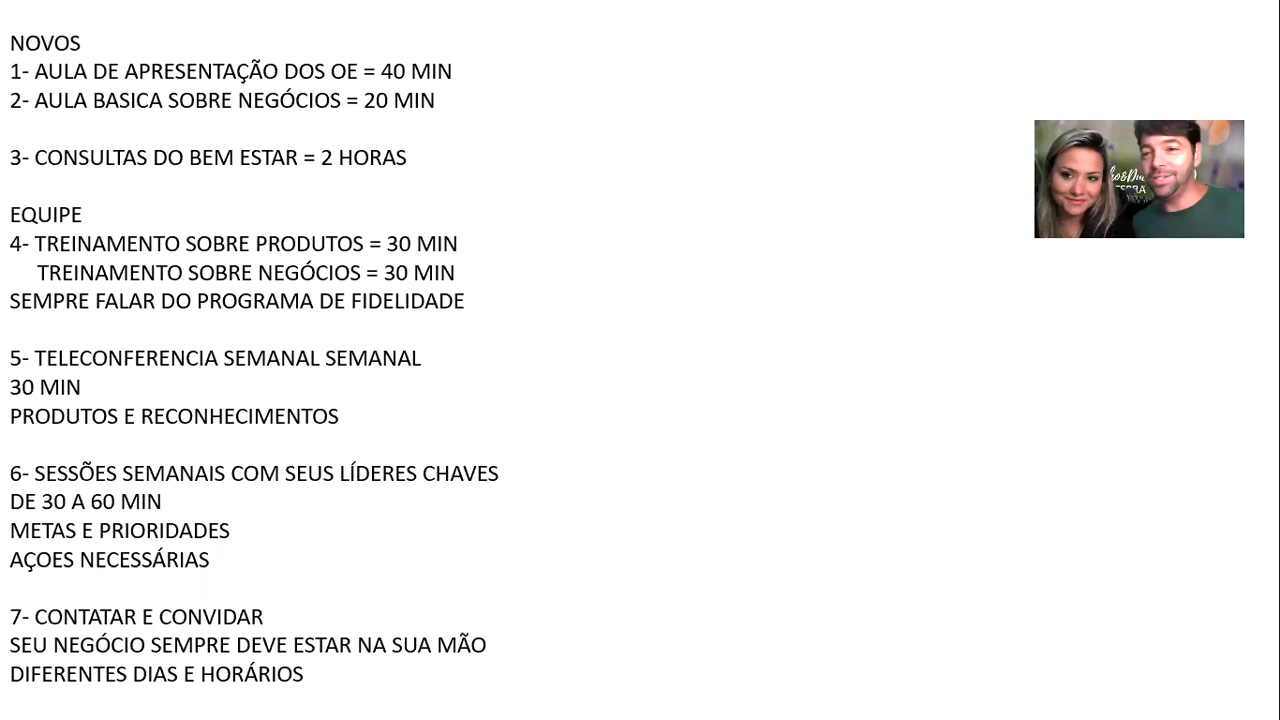 NOVOS
1- AULA DE APRESENTAÇÃO DOS OE = 40 MIN
2- AULA BASICA SOBRE NEGÓCIOS = 20 MIN
3- CONSULTAS DO BEM ESTAR = 2 HORAS
EQUIPE
4- TREINAMENTO SOBRE PRODUTOS = 30 MIN
TREINAMENTO SOBRE NEGÓCIOS = 30 MIN
SEMPRE FALAR DO PROGRAMA DE FIDELIDADE
5- TELECONFERENCIA SEMANAL SEMANAL
30 MIN
PRODUTOS E RECONHECIMENTOS
6- SESSÕES SEMANAIS COM SEUS LÍDERES CHAVES
DE 30 A 60 MIN
METAS E PRIORIDADES
AÇOES NECESSÁRIAS
7- CONTATAR E CONVIDAR
SEU NEGÓCIO SEMPRE DEVE ESTAR NA SUA MÃO
DIFERENTES DIAS E HORÁRIOS